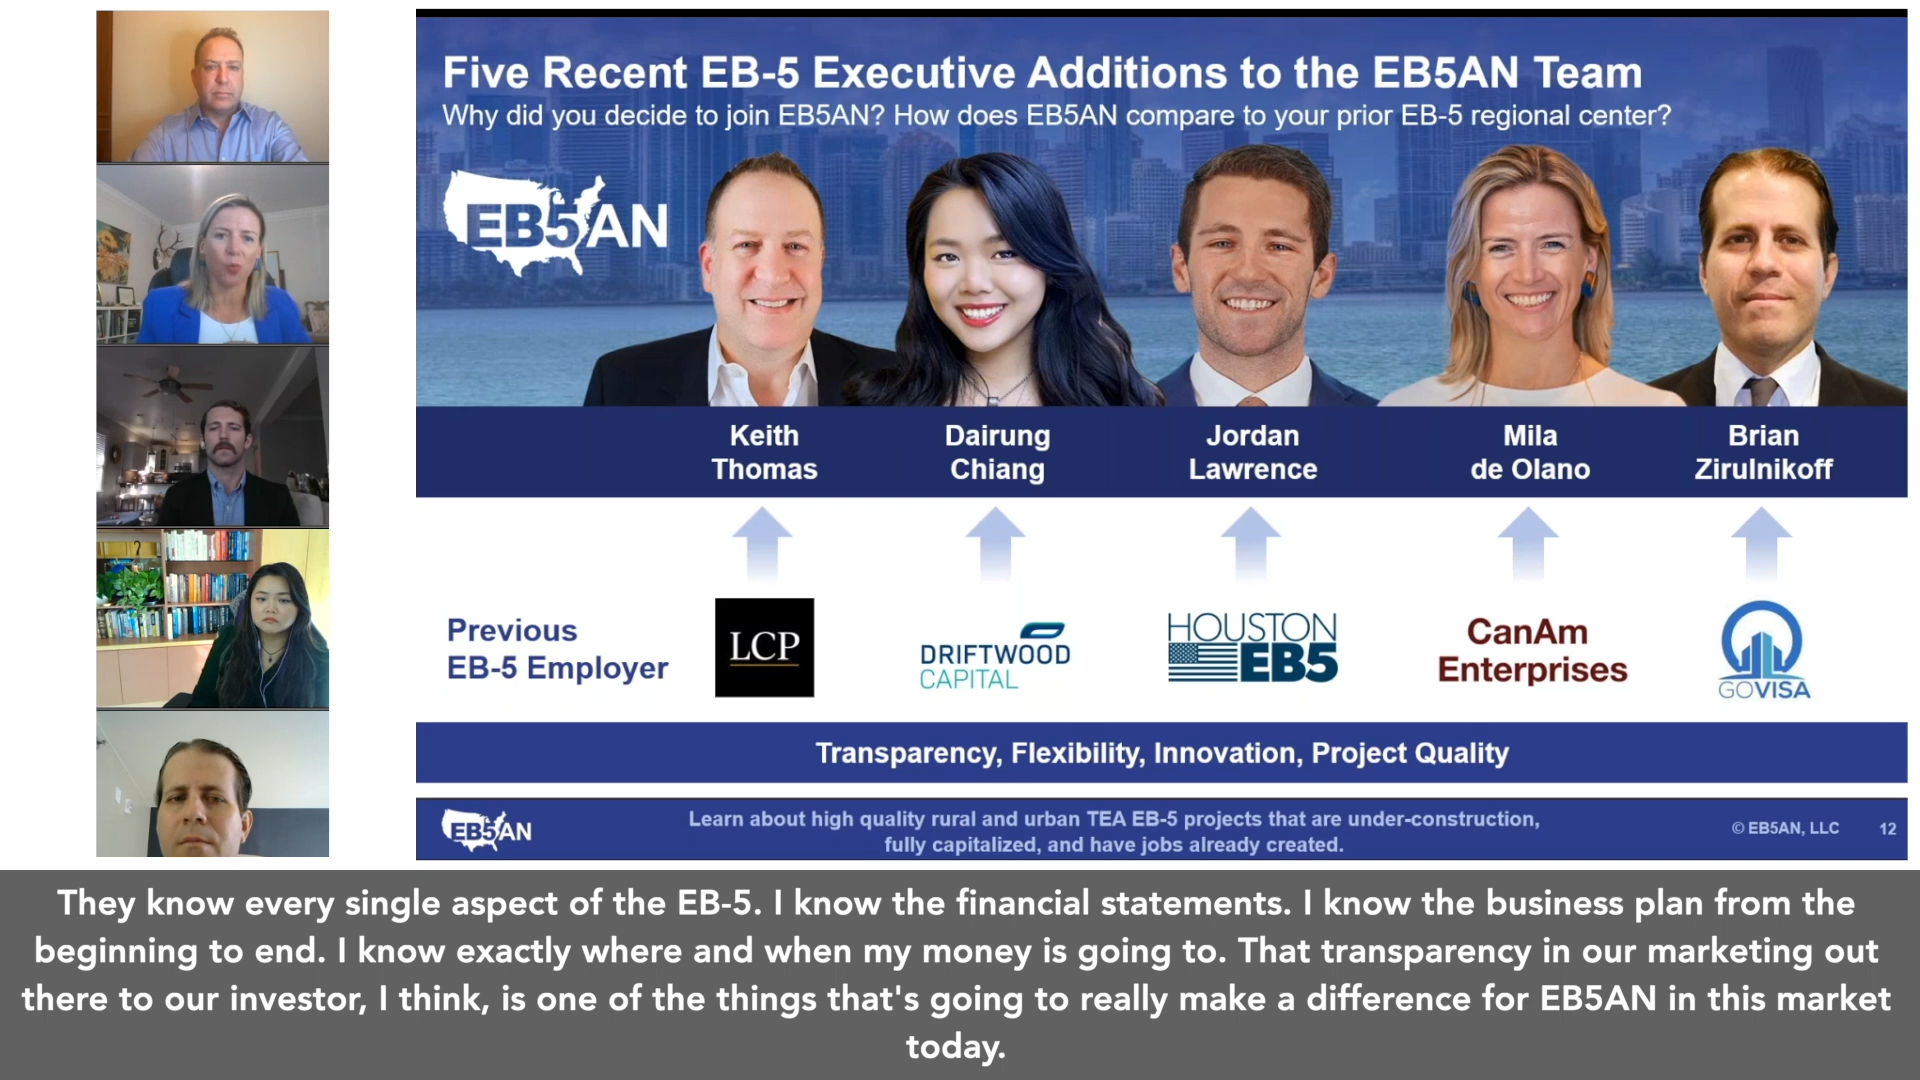 Five Recent EB-5 Executive Additions to the EB5AN Team
Why did you decide to join EB5AN? How does EB5AN compare to your prior EB-5 regional center?
EB5AN
Keith
Thomas
Dairung
Chiang
Jordan
Lawrence
Mila
de Olano
Brian
Zirulnikoff
Previous
EB-5 Employer
LCP
DRIFTWOOD
CAPITAL
HOUSTON
EB5
CanAm
Enterprises
GOVISA
Transparency, Flexibility, Innovation, Project Quality
EB5AN
Learn about high quality rural and urban TEA EB-5 projects that are under-construction,
fully capitalized, and have jobs already created.
© EB5AN, LLC 12
They know every single aspect of the EB-5. I know the financial statements. I know the business plan from the
beginning to end. I know exactly where and when my money is going to. That transparency in our marketing out
there to our investor, I think, is one of the things that's going to really make a difference for EB5AN in this market
today.